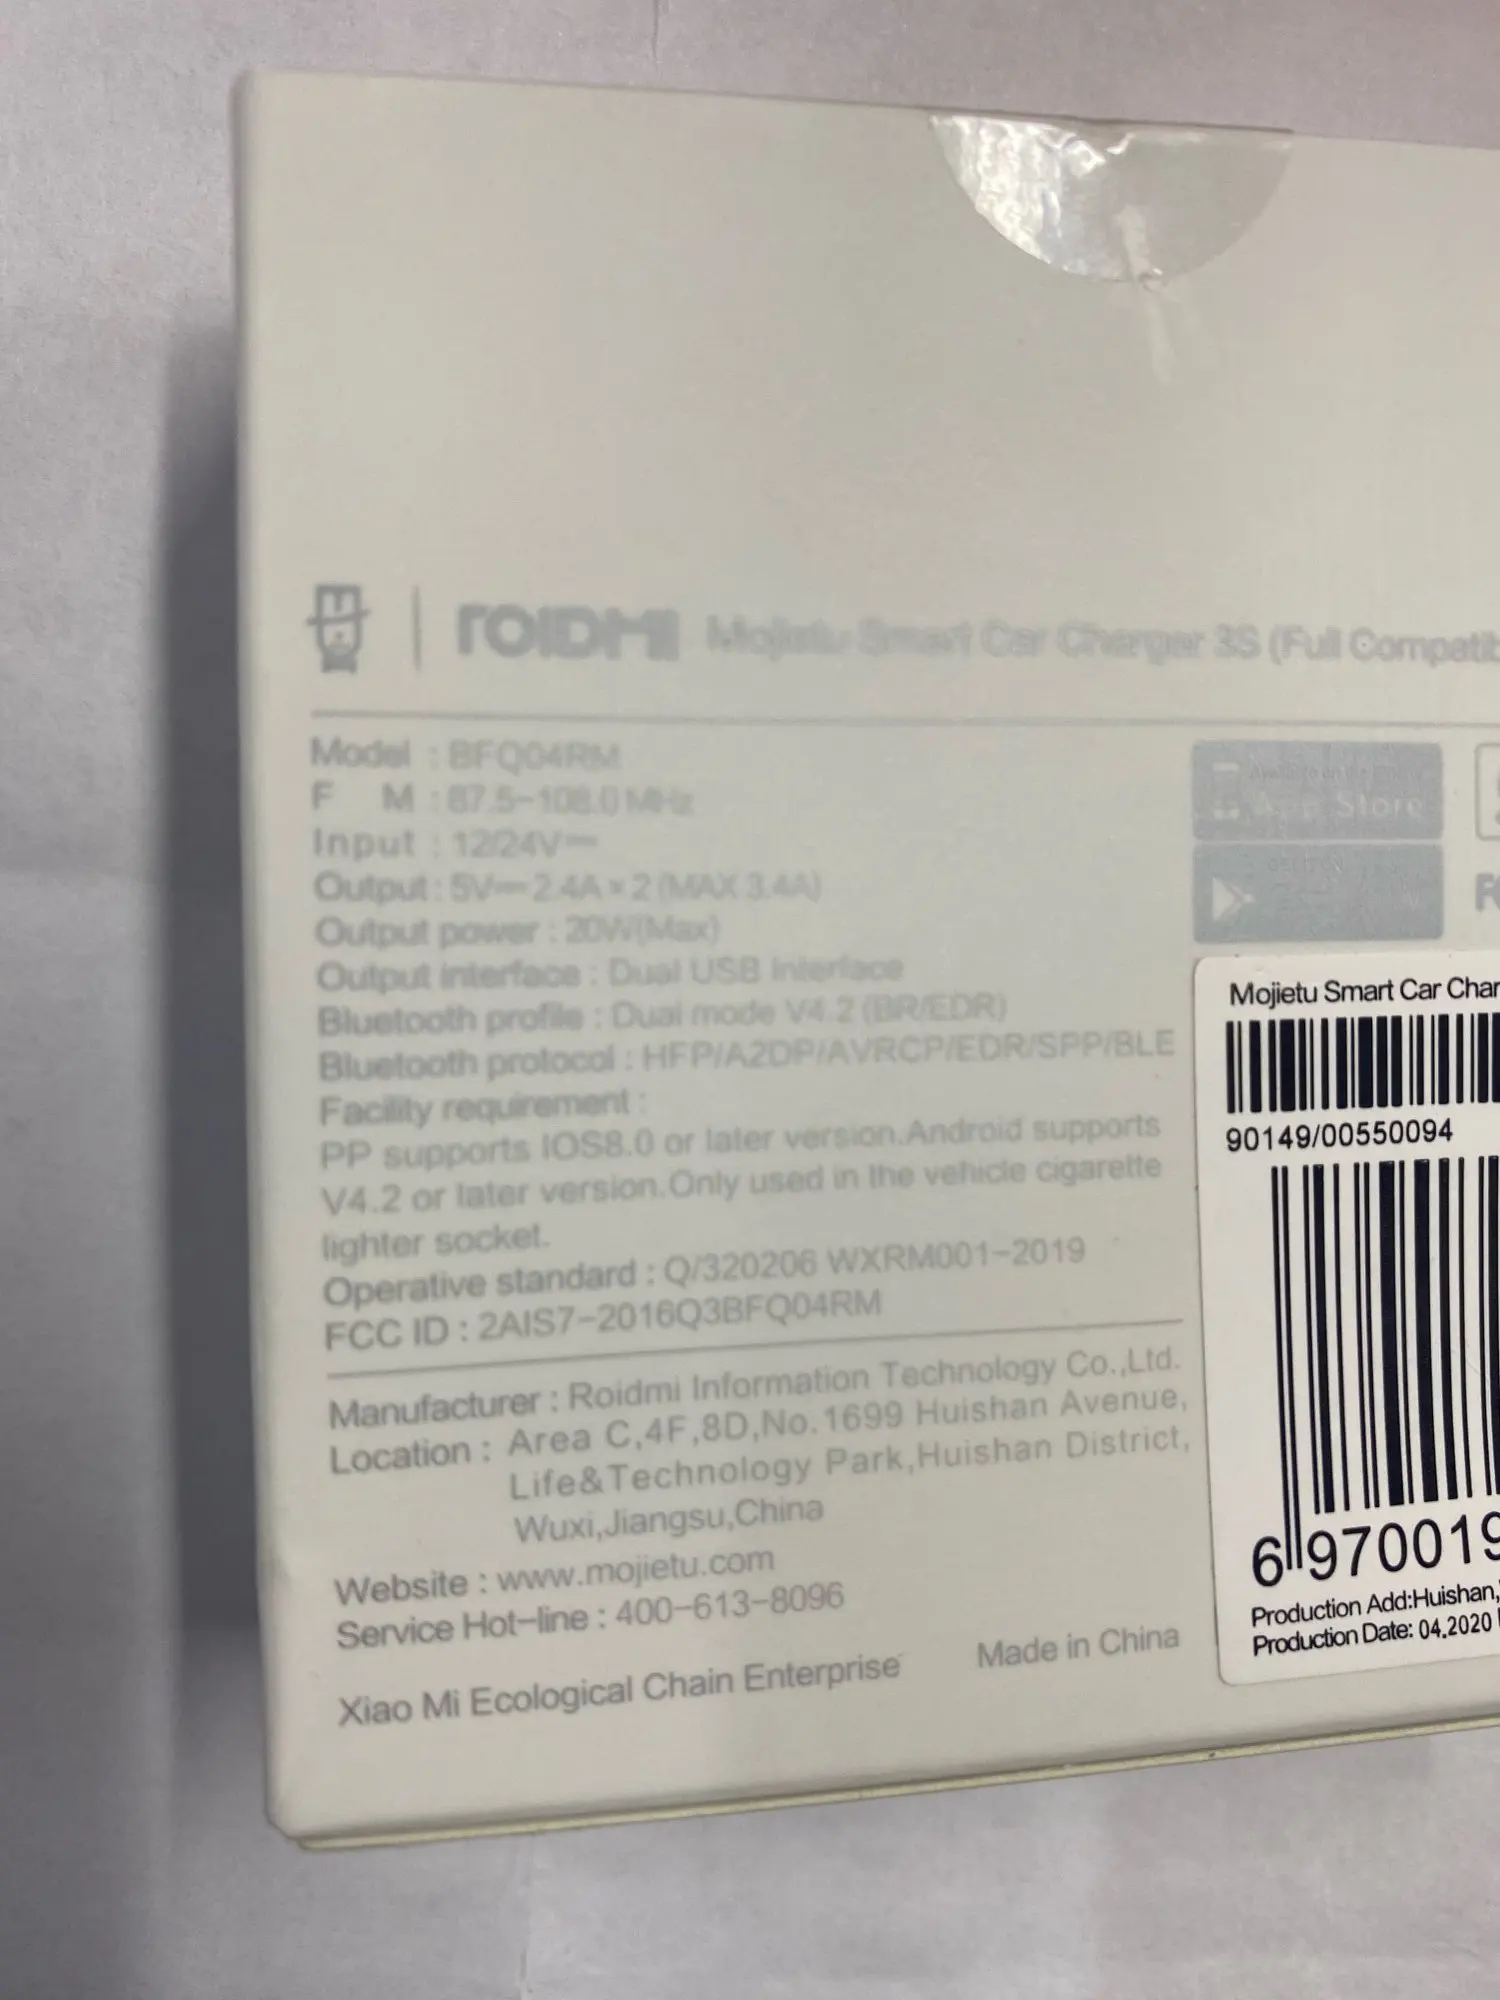 ROIDMI Mojietu Smart Car Charger 3S (Full
Model : BFQ04RM
F M : 87.5-108.0 MHz
Input : 12/24V⎓
Output : 5V⎓2.4A×2 (MAX 3.4A)
Output power : 20W(Max)
Output interface : Dual USB Interface
Bluetooth profile : Dual mode V4.2 (BR/EDR)
Bluetooth protocol : HFP/A2DP/AVRCP/EDR/SPP/BLE
Facility requirement :
PP supports IOS8.0 or later version.Android supports
V4.2 or later version.Only used in the vehicle cigarette
lighter socket.
Operative standard : Q/320206 WXRM001-2019
FCC ID : 2AIS7-2016Q3BFQ04RM
Manufacturer : Roidmi Information Technology Co.,Ltd.
Location : Area C,4F,8D,No.1699 Huishan Avenue,
Life&Technology Park,Huishan District,
Wuxi,Jiangsu,China
Website : www.mojietu.com
Service Hot-line : 400-613-8096
Xiao Mi Ecological Chain Enterprise Made in China
App Store
Mojietu Smart Car Char
90149/00550094
6 970019
Production Add:Huishan,
Production Date: 04.2020